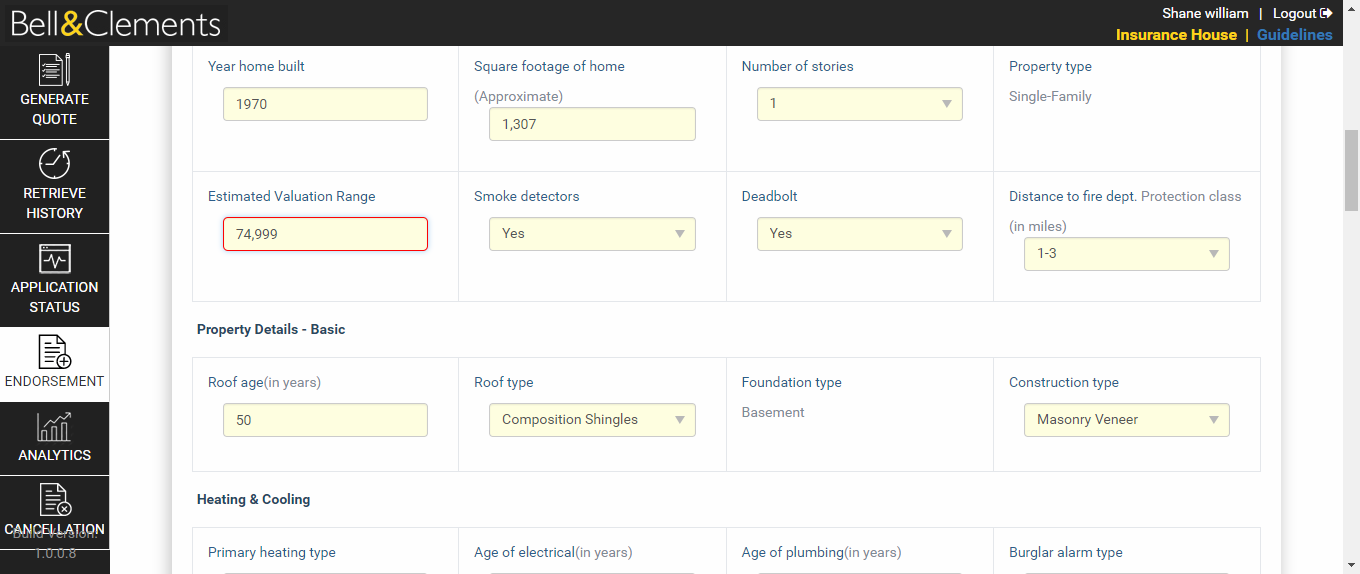 Bell&Clements
Shane william | Logout
Insurance House | Guidelines
GENERATE
QUOTE
RETRIEVE
HISTORY
APPLICATION
STATUS
ENDORSEMENT
ANALYTICS
CANCELLATION
Build Version:
1.0.0.8
Year home built
1970
Square footage of home
(Approximate)
1,307
Number of stories
1
Property type
Single-Family
Estimated Valuation Range
74,999
Smoke detectors
Yes
Deadbolt
Yes
Distance to fire dept. Protection class
(in miles)
1-3
Property Details - Basic
Roof age(in years)
50
Roof type
Composition Shingles
Foundation type
Basement
Construction type
Masonry Veneer
Heating & Cooling
Primary heating type
Age of electrical(in years)
Age of plumbing(in years)
Burglar alarm type